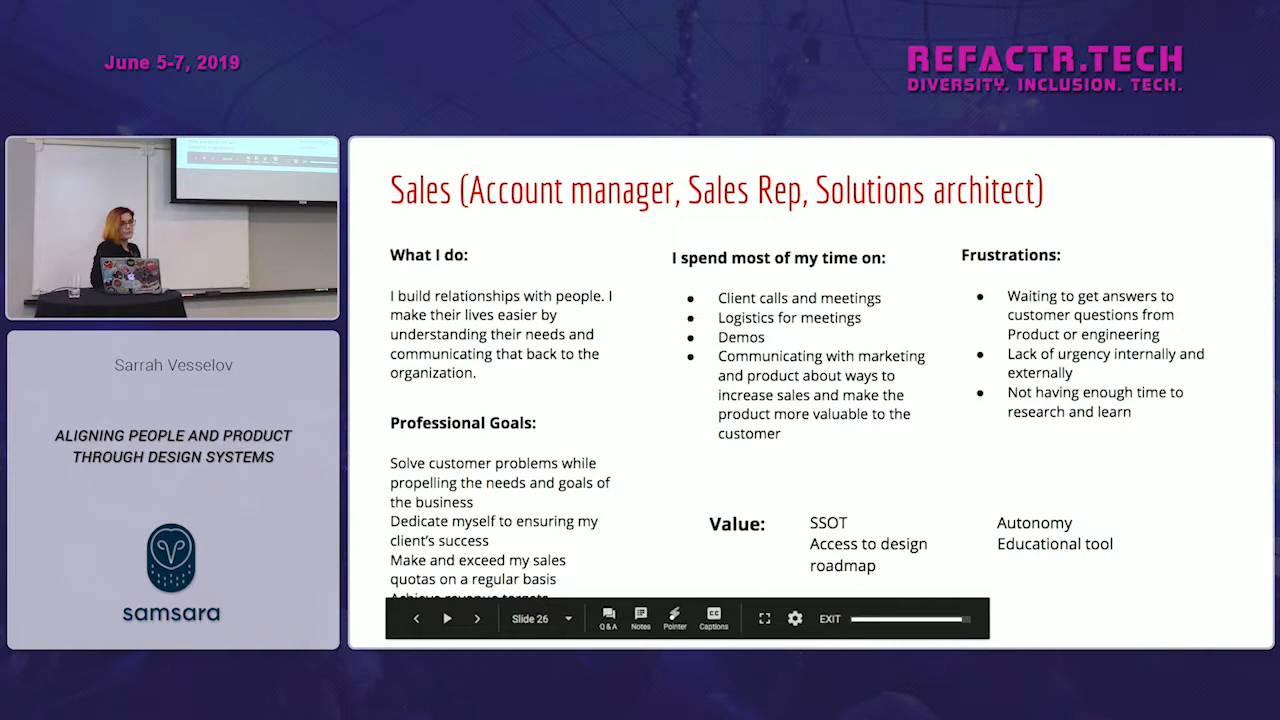 June 5-7, 2019
REFACTR.TECH
DIVERSITY. INCLUSION. TECH.
Sarrah Vesselov
ALIGNING PEOPLE AND PRODUCT
THROUGH DESIGN SYSTEMS
samsara
Sales (Account manager, Sales Rep, Solutions architect)
What I do:
I build relationships with people. I
make their lives easier by
understanding their needs and
communicating that back to the
organization.
Professional Goals:
Solve customer problems while
propelling the needs and goals of
the business
Dedicate myself to ensuring my
client's success
Make and exceed my sales
quotas on a regular basis
Achieve revenue targets
I spend most of my time on:
● Client calls and meetings
● Logistics for meetings
● Demos
● Communicating with marketing
and product about ways to
increase sales and make the
product more valuable to the
customer
Frustrations:
● Waiting to get answers to
customer questions from
Product or engineering
● Lack of urgency internally and
externally
● Not having enough time to
research and learn
Value:
SSOT
Access to design
roadmap
Autonomy
Educational tool
Slide 26
Q & A
Notes
Pointer
CC
Captions
EXIT